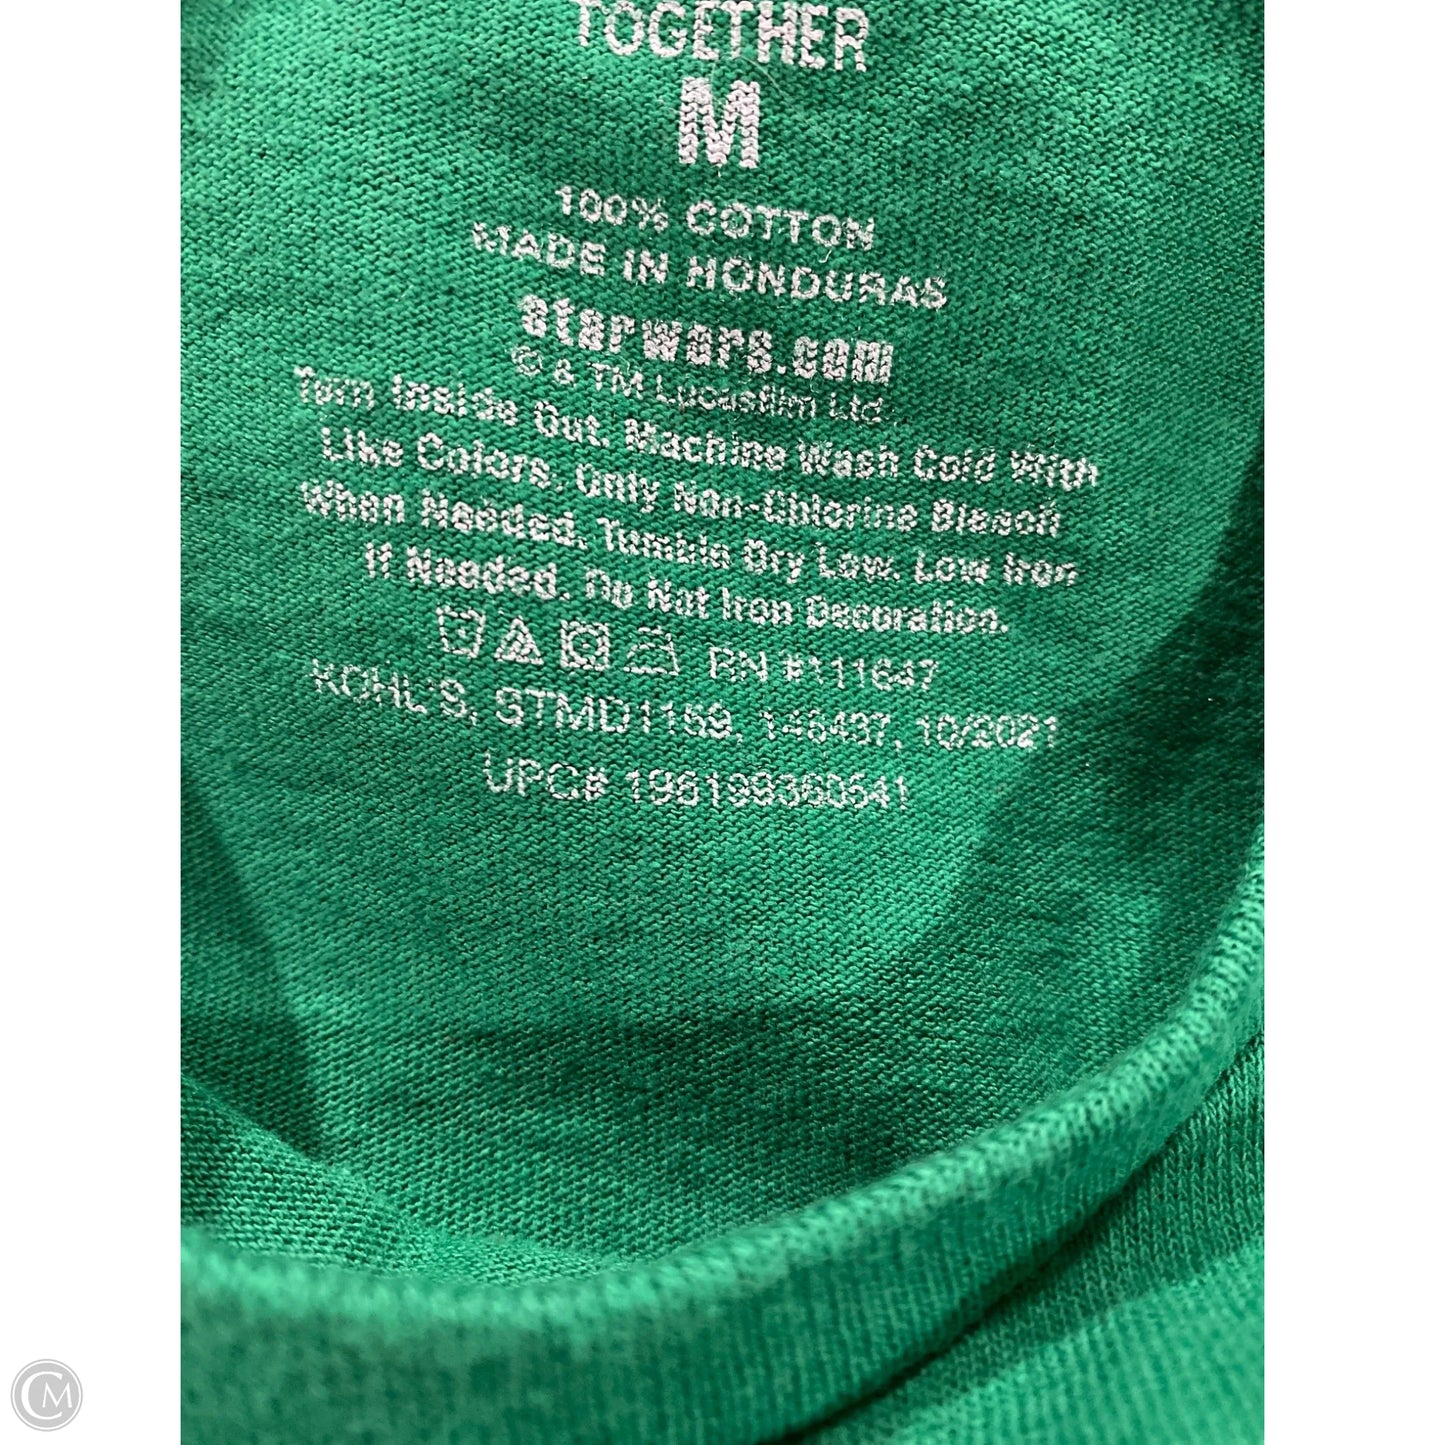 TOGETHER
M
100% COTTON
MADE IN HONDURAS
starwars.com
© & TM Lucasfilm Ltd.
Turn Inside Out. Machine Wash Cold With
Like Colors. Only Non-Chlorine Bleach
When Needed. Tumble Dry Low. Low Iron
If Needed. Do Not Iron Decoration.
RN #111647
KOHL'S, STMD1159, 146437, 10/2021
UPC# 196199360541
CM